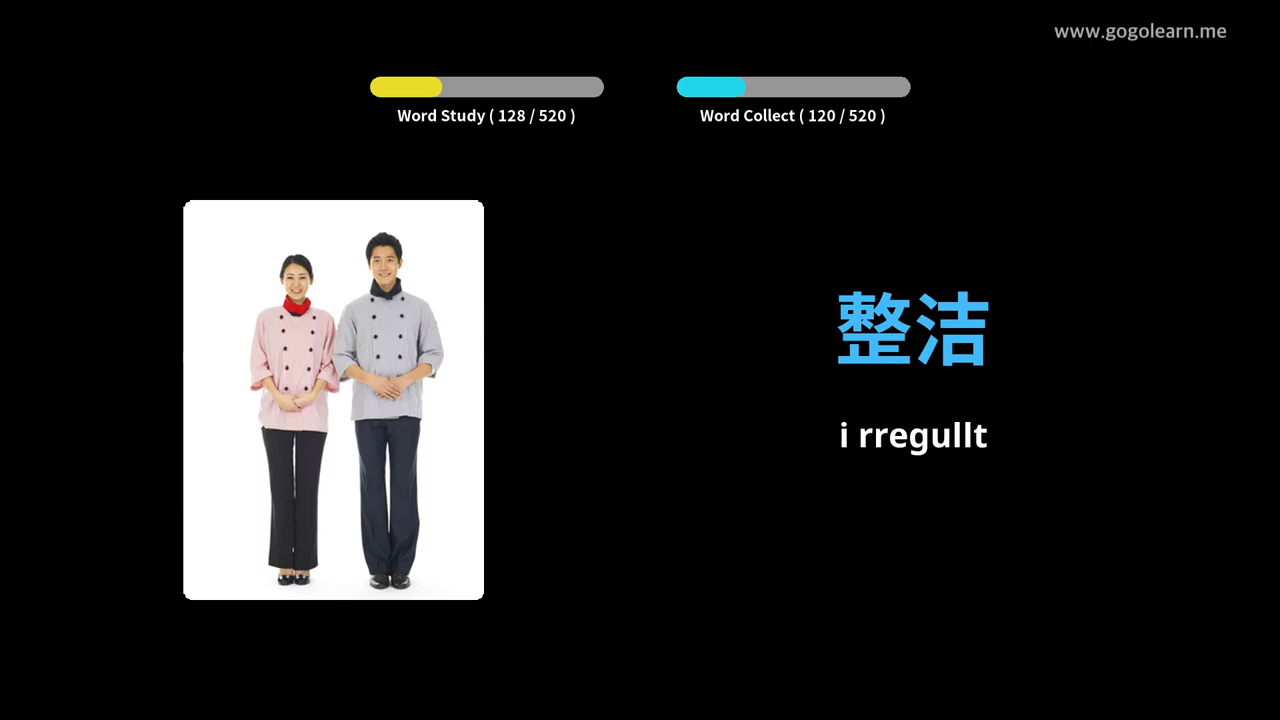 www.gogolearn.me
Word Study ( 128 / 520 )
Word Collect ( 120 / 520 )
整洁
i rregullt